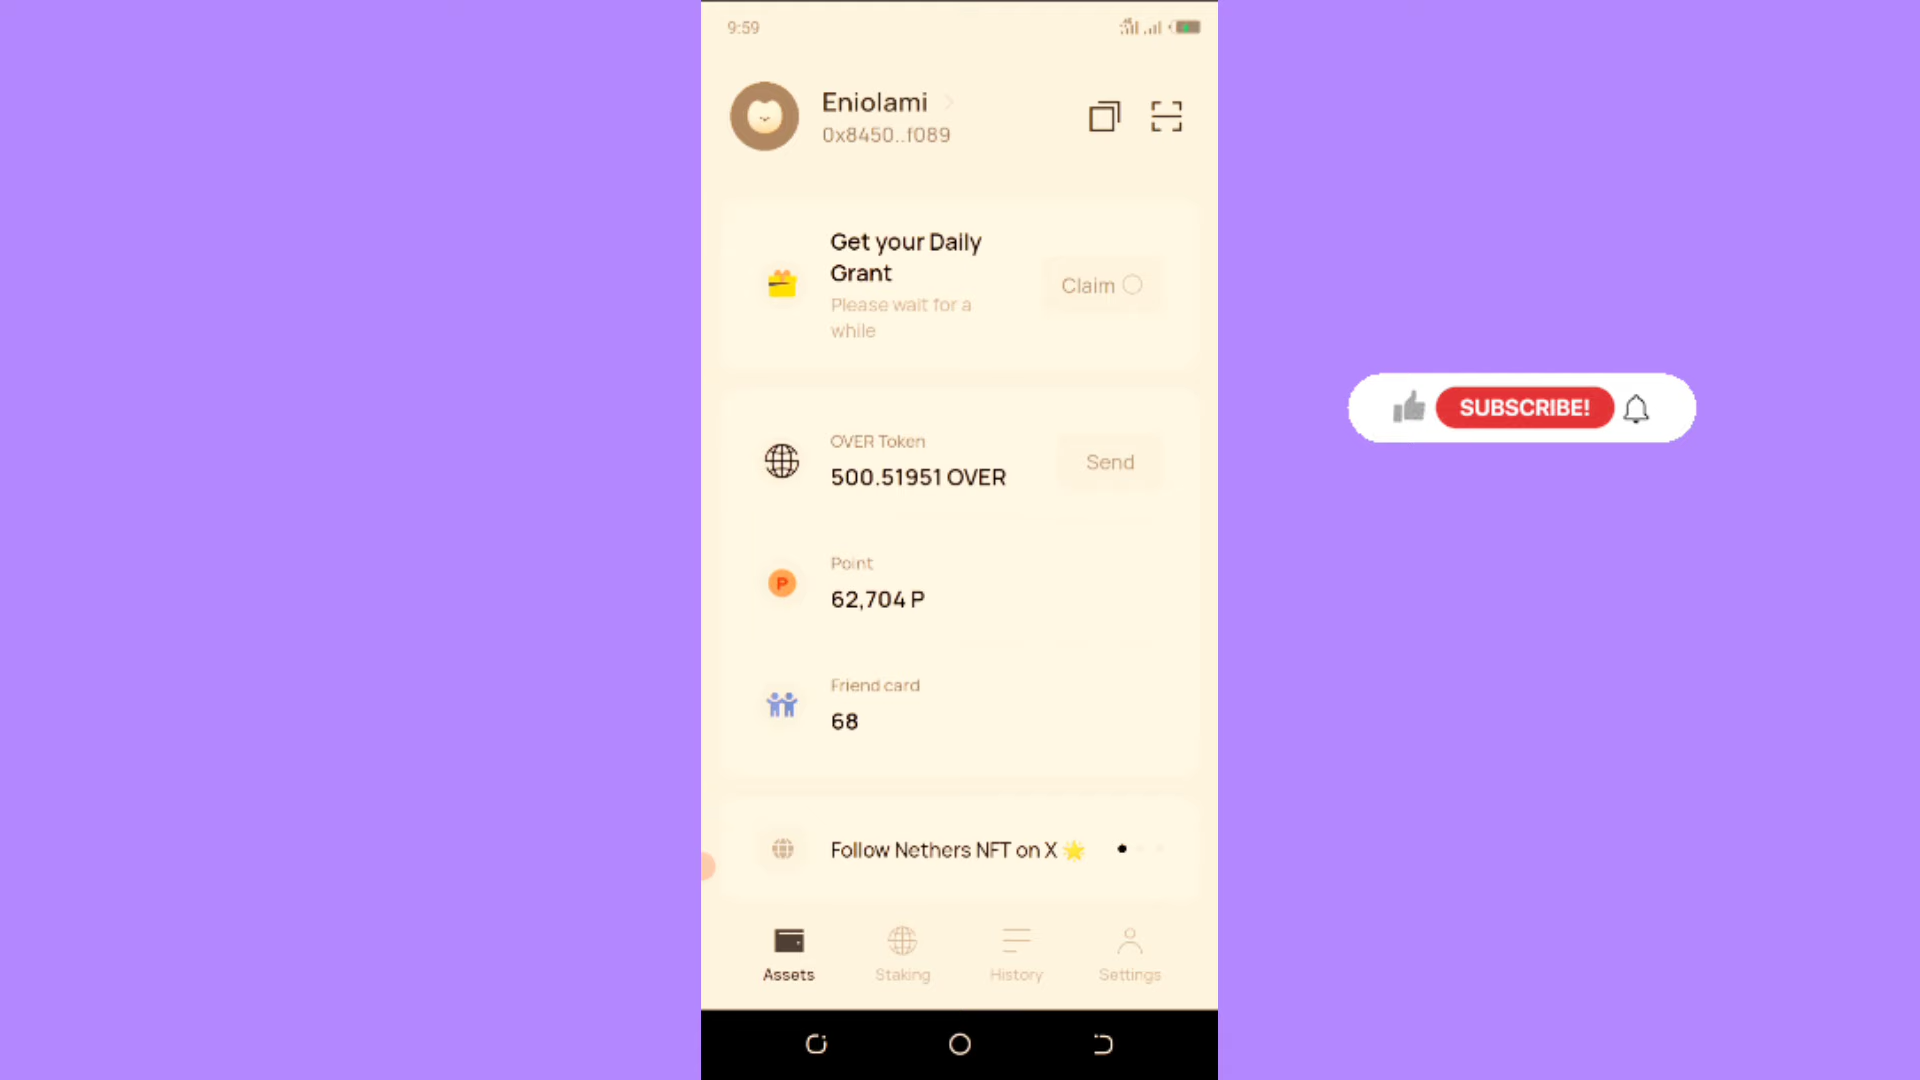 9:59
Eniolami
0x8450..f089
Get your Daily
Grant
Please wait for a
while
Claim
OVER Token
500.51951 OVER
Send
Point
P
62,704 P
Friend card
68
Follow Nethers NFT on X 🌟
Assets
Staking
History
Settings
SUBSCRIBE!